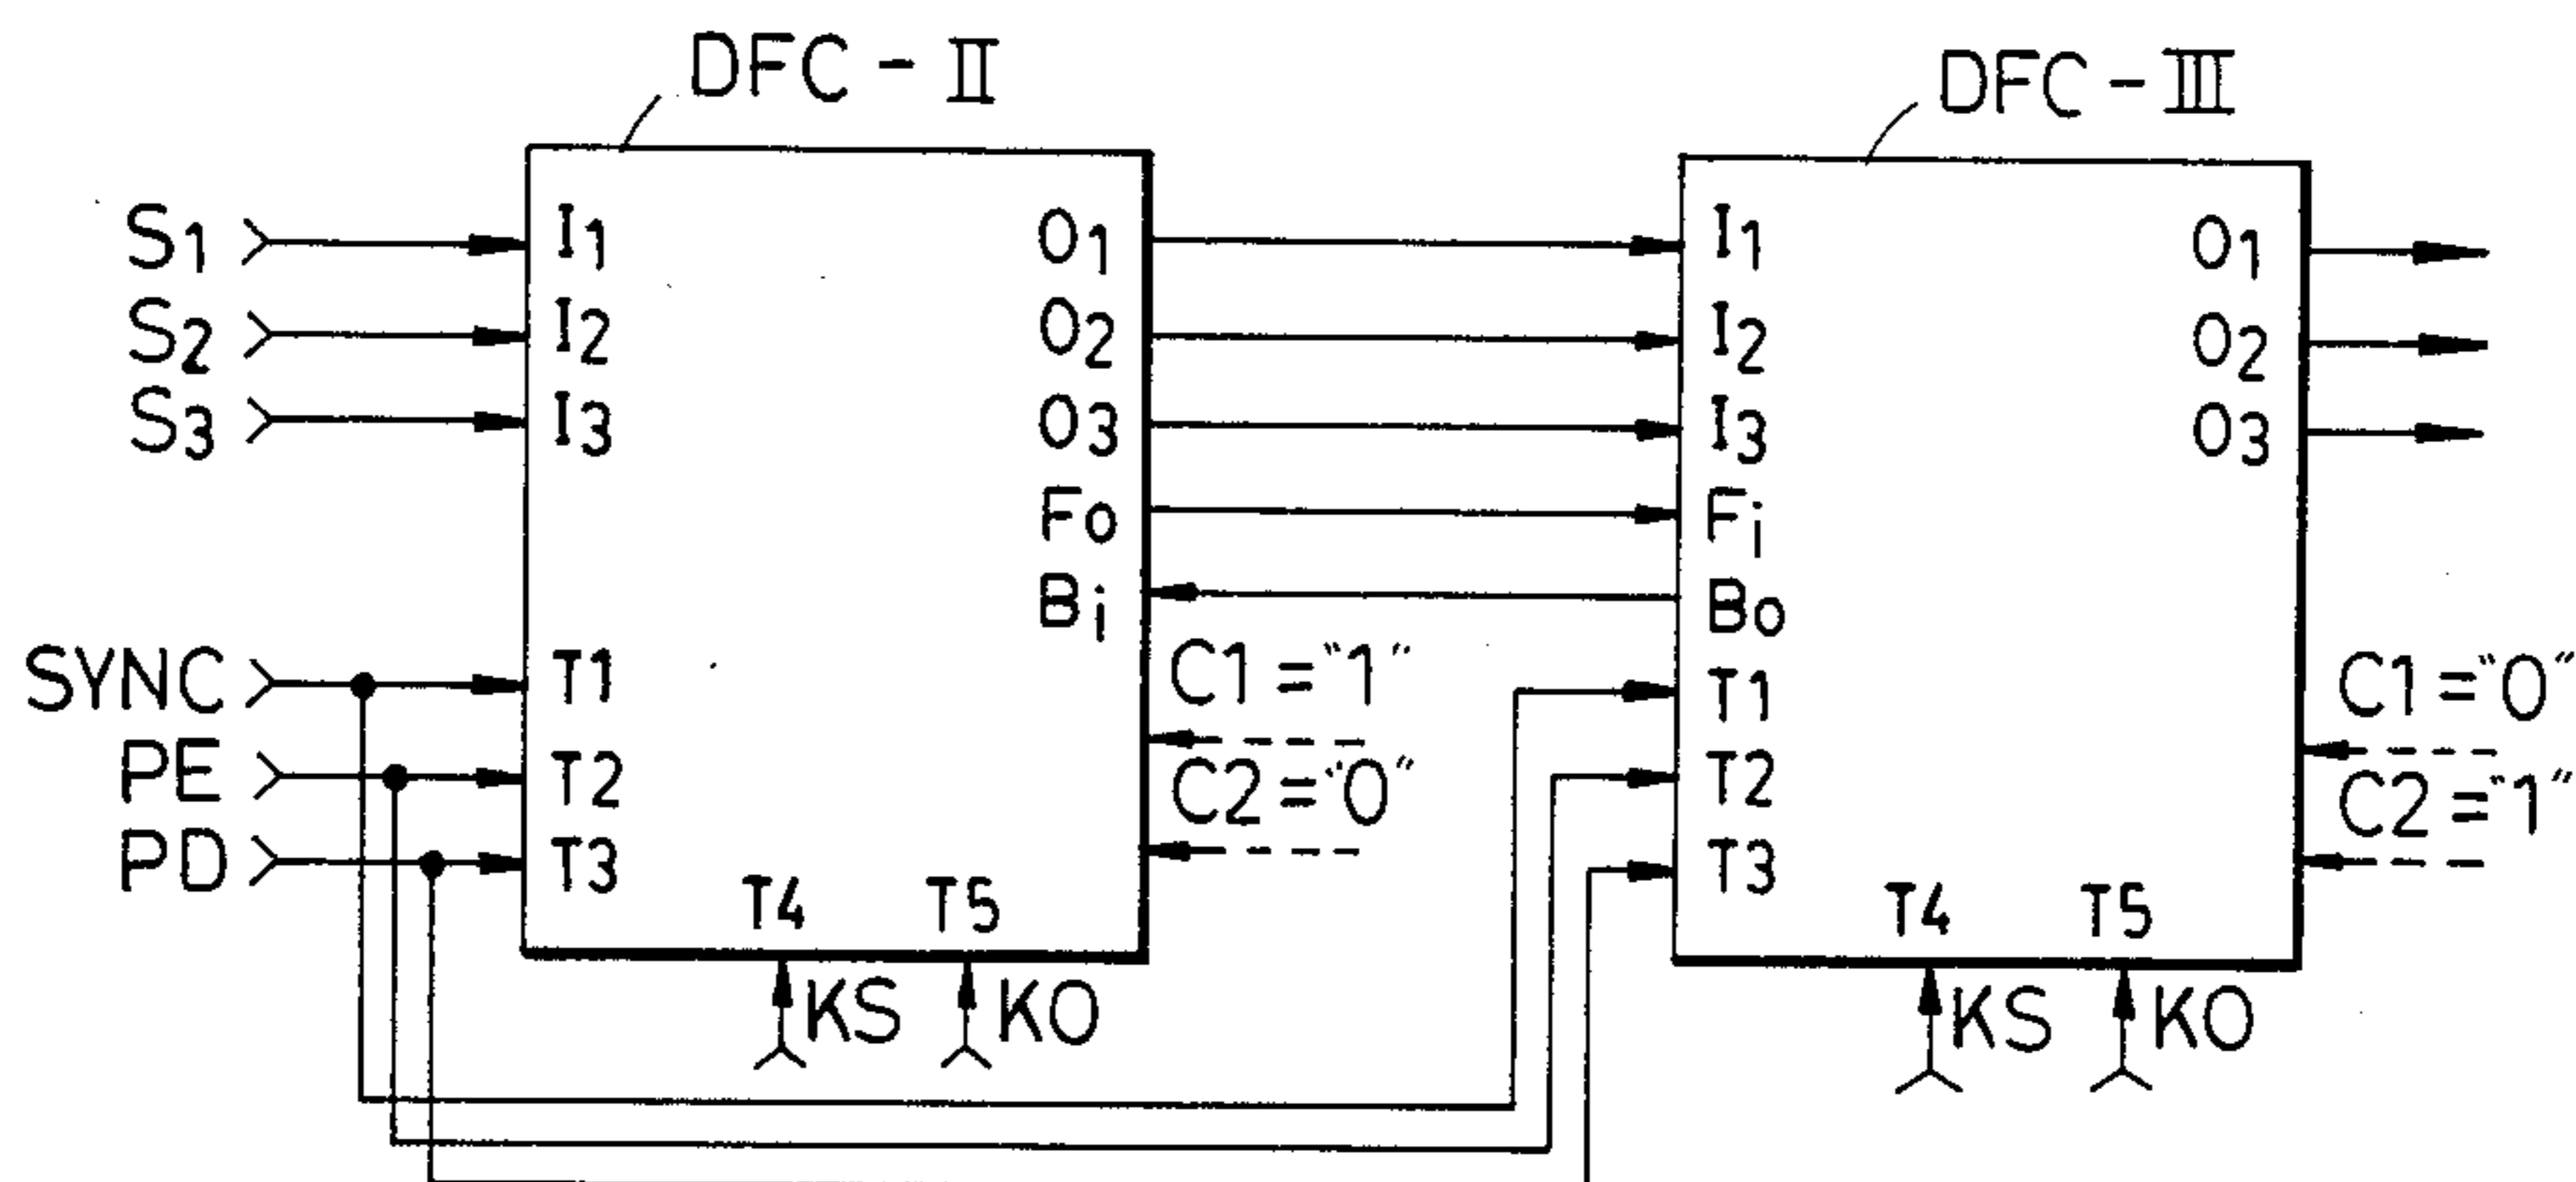 DFC - II
DFC - III
S1
S2
S3
SYNC
PE
PD
I1
I2
I3
T1
T2
T3
T4
T5
O1
O2
O3
Fo
Bi
C1 = "1"
C2 = "0"
KS
KO
I1
I2
I3
Fi
Bo
T1
T2
T3
T4
T5
O1
O2
O3
C1 = "0"
C2 = "1"
KS
KO